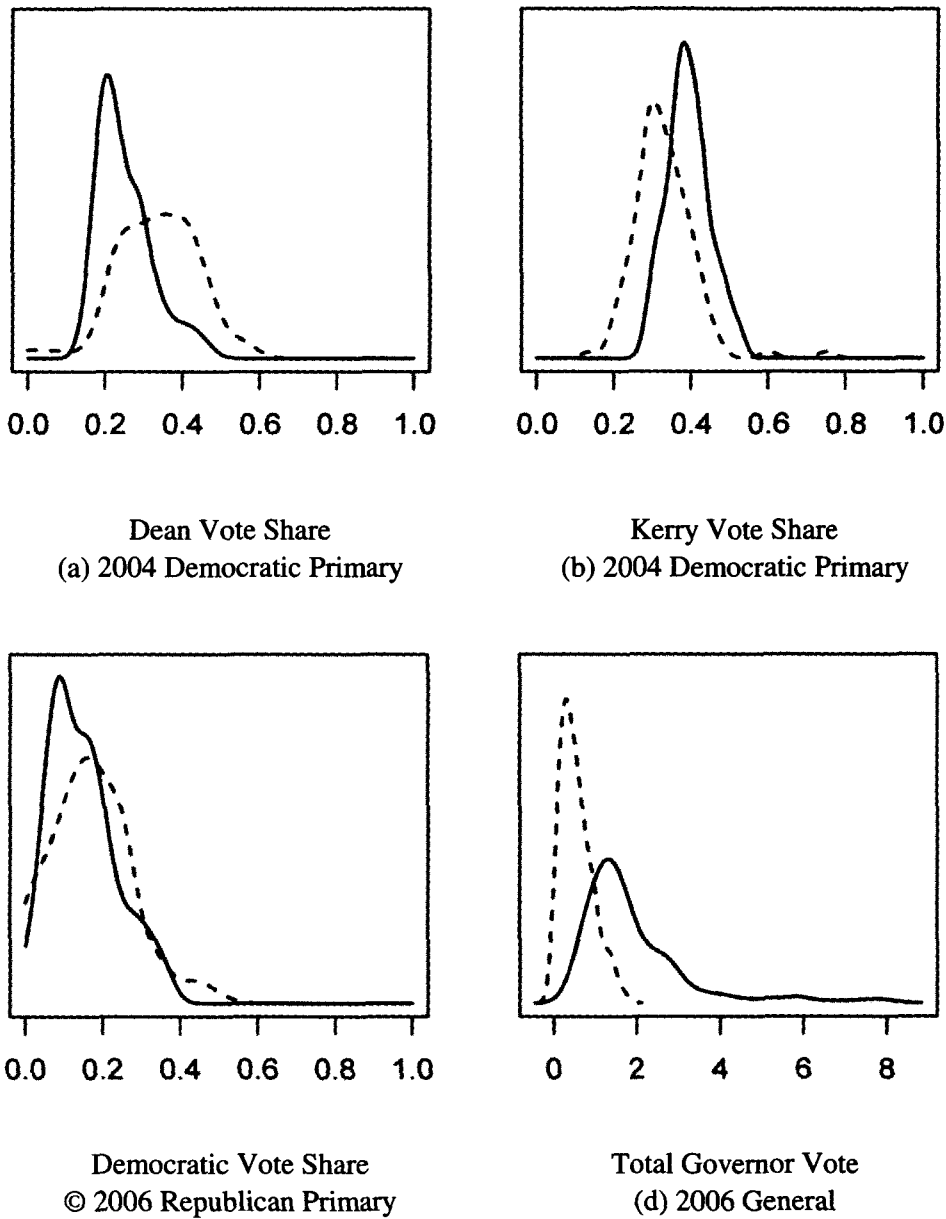 0.0 0.2 0.4 0.6 0.8 1.0
0.0 0.2 0.4 0.6 0.8 1.0
Dean Vote Share
(a) 2004 Democratic Primary
Kerry Vote Share
(b) 2004 Democratic Primary
0.0 0.2 0.4 0.6 0.8 1.0
0 2 4 6 8
Democratic Vote Share
© 2006 Republican Primary
Total Governor Vote
(d) 2006 General